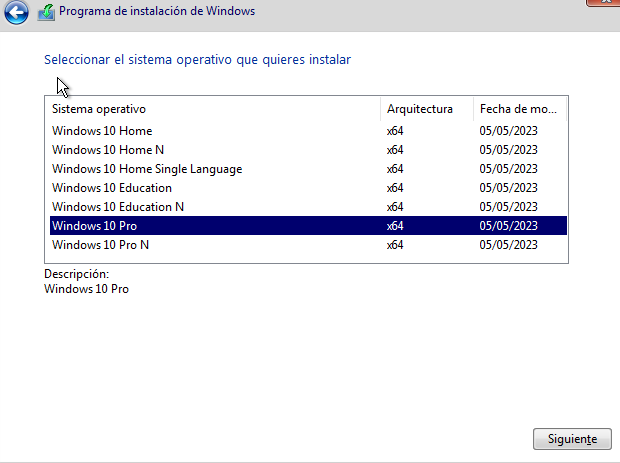 Programa de instalación de Windows
Seleccionar el sistema operativo que quieres instalar
Sistema operativo Arquitectura Fecha de mo...
Windows 10 Home x64 05/05/2023
Windows 10 Home N x64 05/05/2023
Windows 10 Home Single Language x64 05/05/2023
Windows 10 Education x64 05/05/2023
Windows 10 Education N x64 05/05/2023
Windows 10 Pro x64 05/05/2023
Windows 10 Pro N x64 05/05/2023
Descripción:
Windows 10 Pro
Siguiente